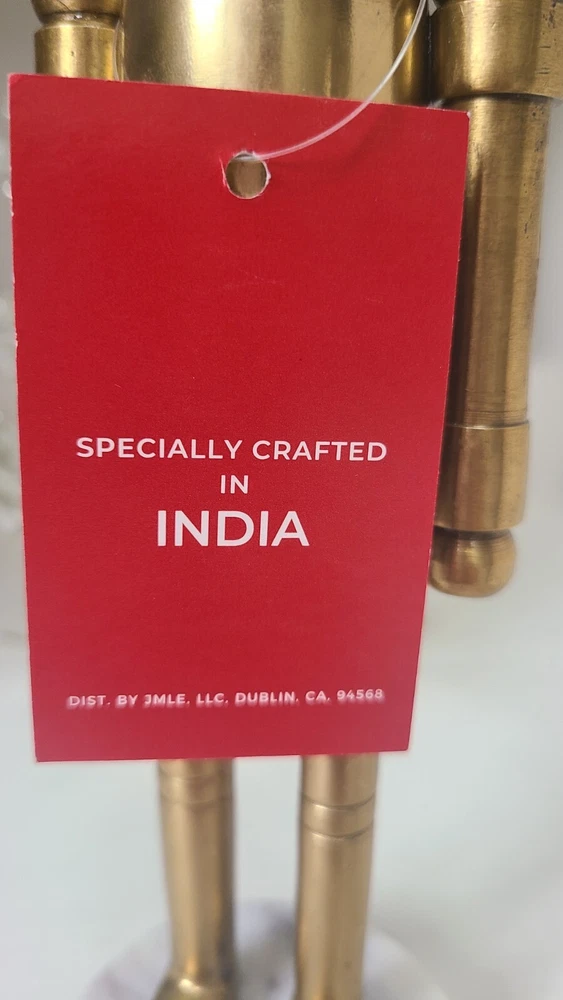 SPECIALLY CRAFTED
IN
INDIA
DIST. BY JMLE, LLC, DUBLIN, CA, 94568